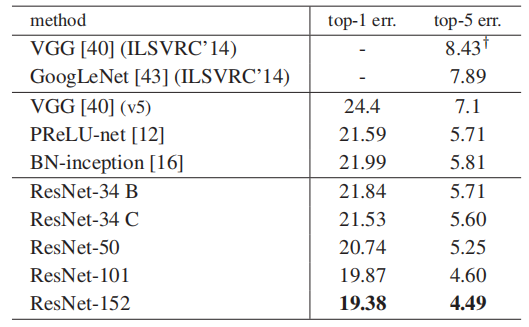 method top-1 err. top-5 err.
VGG [40] (ILSVRC’14) - 8.43†
GoogLeNet [43] (ILSVRC’14) - 7.89
VGG [40] (v5) 24.4 7.1
PReLU-net [12] 21.59 5.71
BN-inception [16] 21.99 5.81
ResNet-34 B 21.84 5.71
ResNet-34 C 21.53 5.60
ResNet-50 20.74 5.25
ResNet-101 19.87 4.60
ResNet-152 19.38 4.49